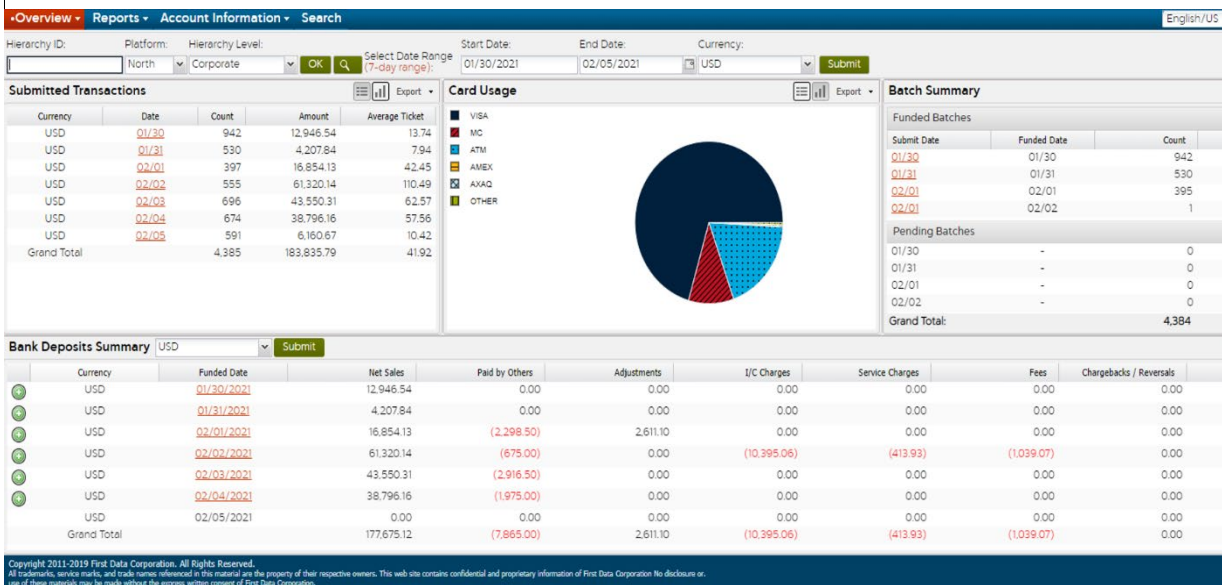 •Overview Reports Account Information Search English/US
Hierarchy ID: Platform: Hierarchy Level: Start Date: End Date: Currency:
North Corporate OK Select Date Range (7-day range): 01/30/2021 02/05/2021 USD Submit
Submitted Transactions Export
Currency Date Count Amount Average Ticket
USD 01/30 942 12,946.54 13.74
USD 01/31 530 4,207.84 7.94
USD 02/01 397 16,854.13 42.45
USD 02/02 555 61,320.14 110.49
USD 02/03 696 43,550.31 62.57
USD 02/04 674 38,796.16 57.56
USD 02/05 591 6,160.67 10.42
Grand Total 4,385 183,835.79 41.92
Card Usage Export
VISA
MC
ATM
AMEX
AXAQ
OTHER
Batch Summary
Funded Batches
Submit Date Funded Date Count
01/30 01/30 942
01/31 01/31 530
02/01 02/01 395
02/01 02/02 1
Pending Batches
01/30 - 0
01/31 - 0
02/01 - 0
02/02 - 0
Grand Total: 4,384
Bank Deposits Summary USD Submit
Currency Funded Date Net Sales Paid by Others Adjustments I/C Charges Service Charges Fees Chargebacks / Reversals
USD 01/30/2021 12,946.54 0.00 0.00 0.00 0.00 0.00 0.00
USD 01/31/2021 4,207.84 0.00 0.00 0.00 0.00 0.00 0.00
USD 02/01/2021 16,854.13 (2,298.50) 2,611.10 0.00 0.00 0.00 0.00
USD 02/02/2021 61,320.14 (675.00) 0.00 (10,395.06) (413.93) (1,039.07) 0.00
USD 02/03/2021 43,550.31 (2,916.50) 0.00 0.00 0.00 0.00 0.00
USD 02/04/2021 38,796.16 (1,975.00) 0.00 0.00 0.00 0.00 0.00
USD 02/05/2021 0.00 0.00 0.00 0.00 0.00 0.00 0.00
Grand Total 177,675.12 (7,865.00) 2,611.10 (10,395.06) (413.93) (1,039.07) 0.00
Copyright 2011-2019 First Data Corporation. All Rights Reserved.
All trademarks, service marks, and trade names referenced in this material are the property of their respective owners. This web site contains confidential and proprietary information of First Data Corporation No disclosure or.
use of these materials may be made without the express written consent of First Data Corporation.